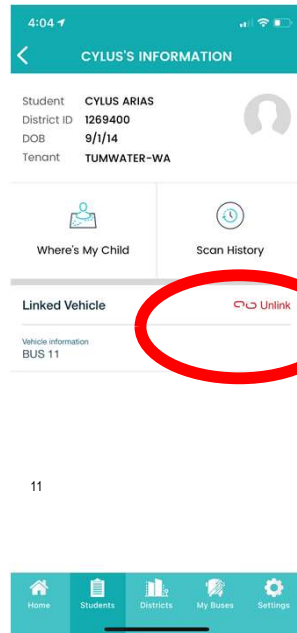 4:04
CYLUS'S INFORMATION
Student CYLUS ARIAS
District ID 1269400
DOB 9/1/14
Tenant TUMWATER-WA
Where's My Child Scan History
Linked Vehicle Unlink
Vehicle information
BUS 11
11
Home Students Districts My Buses Settings